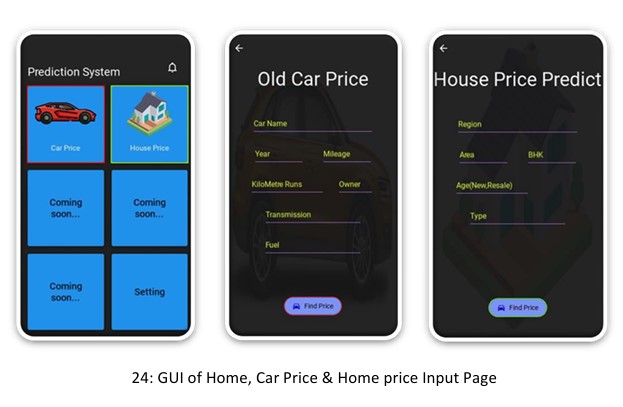 Prediction System
Car Price
House Price
Coming
soon...
Coming
soon...
Coming
soon...
Setting
Old Car Price
Car Name
Year
Mileage
KiloMetre Runs
Owner
Transmission
Fuel
Find Price
House Price Predict
Region
Area
BHK
Age(New,Resale)
Type
Find Price
24: GUI of Home, Car Price & Home price Input Page